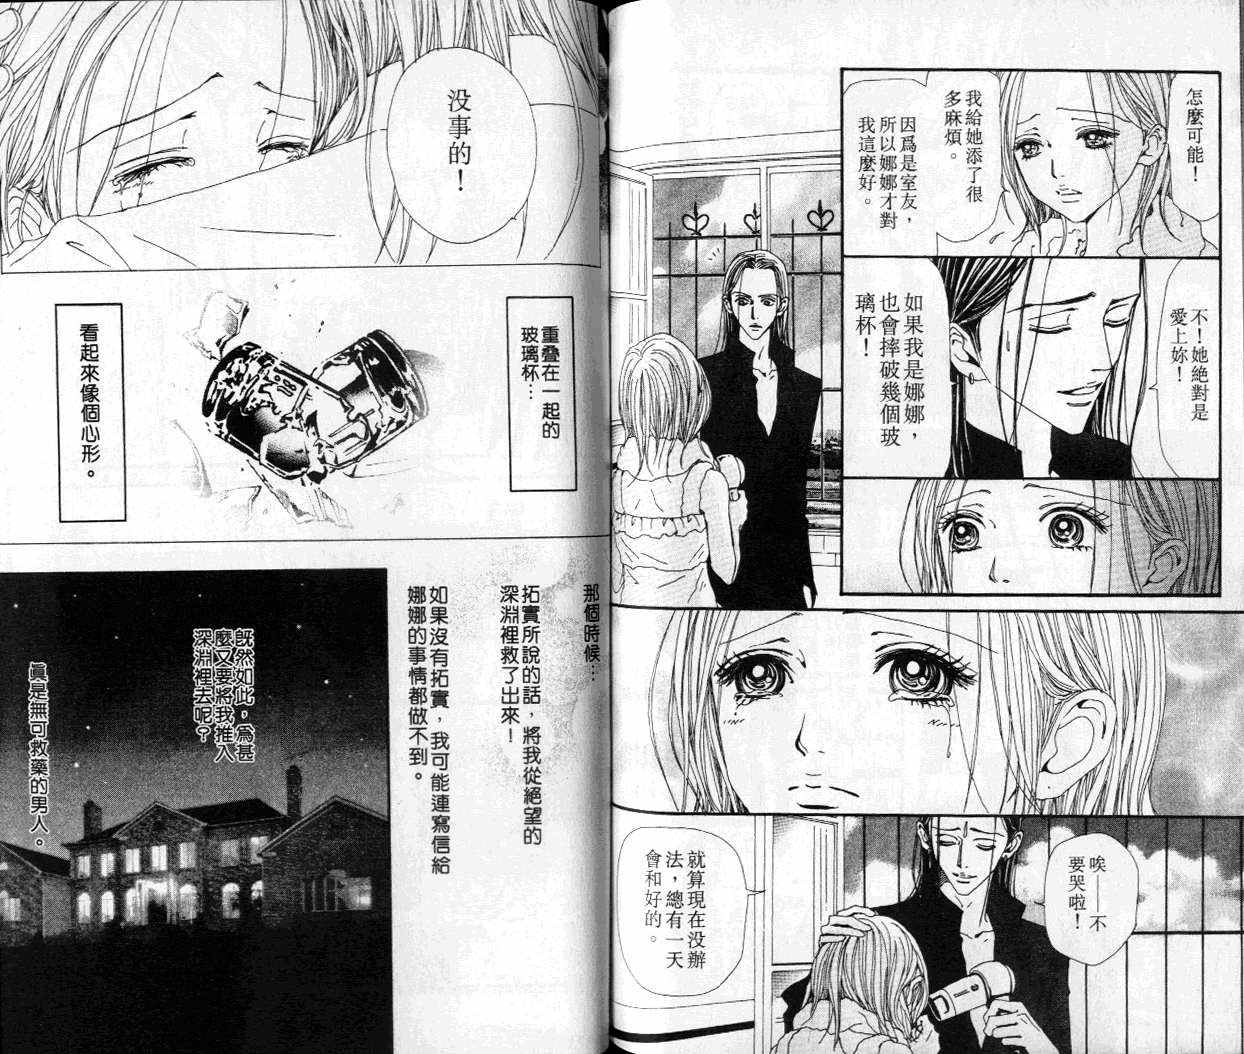 怎麼可能！
我給她添了很
多麻煩。
因爲是室友，
所以娜娜才對
我這麼好。
不！她絕對是
愛上妳！
如果我是娜娜，
也會摔破幾個玻
璃杯！
唉——不
要哭啦！
就算現在没辦
法，總有一天
會和好的。
没事的！
重疊在一起的
玻璃杯…
看起來像個心形。
那個時候…
拓實所說的話，將我從絕望的
深淵裡救了出來！
如果沒有拓實，我可能連寫信給
娜娜的事情都做不到。
既然如此，爲甚
麼又要將我推入
深淵裡去呢？
眞是無可救藥的男人。